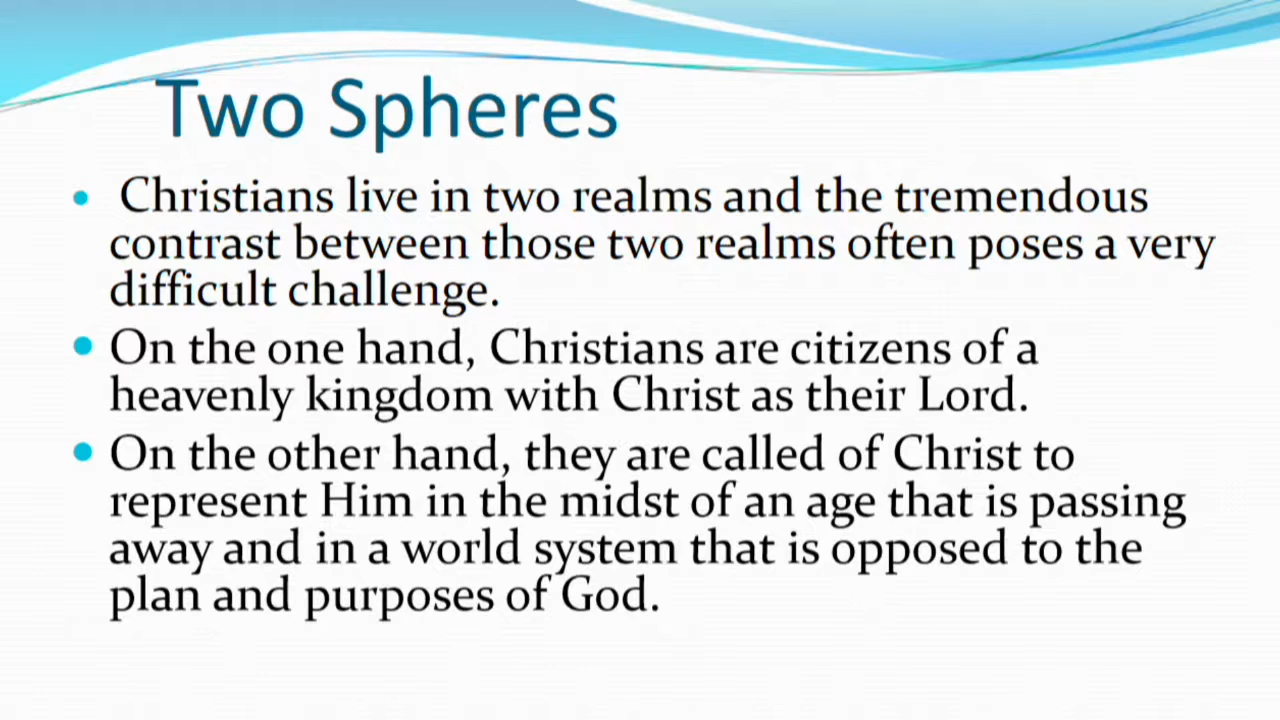 Two Spheres
• Christians live in two realms and the tremendous
contrast between those two realms often poses a very
difficult challenge.
• On the one hand, Christians are citizens of a
heavenly kingdom with Christ as their Lord.
• On the other hand, they are called of Christ to
represent Him in the midst of an age that is passing
away and in a world system that is opposed to the
plan and purposes of God.